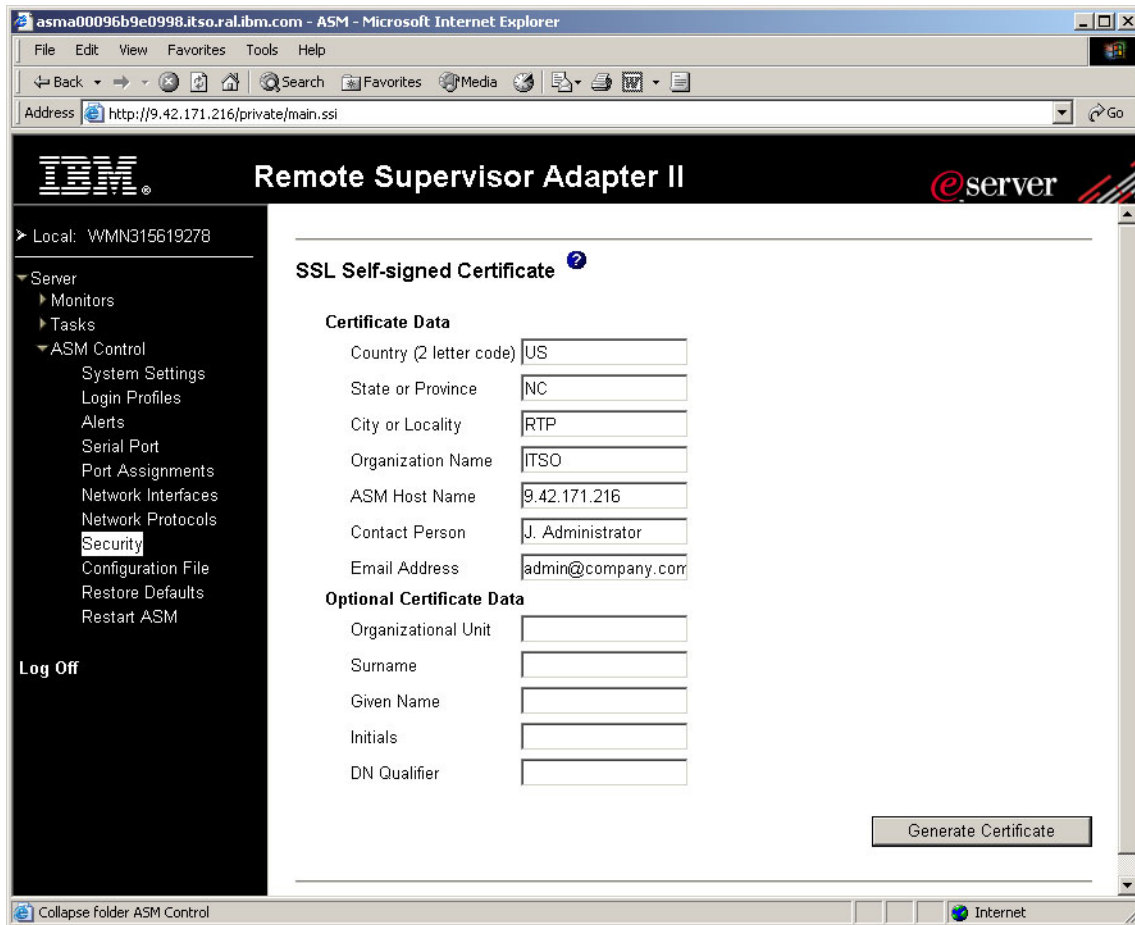 asma00096b9e0998.itso.ral.ibm.com - ASM - Microsoft Internet Explorer
File Edit View Favorites Tools Help
Back Search Favorites Media
Address http://9.42.171.216/private/main.ssi Go
IBM® Remote Supervisor Adapter II eserver
Local: WMN315619278
Server
Monitors
Tasks
ASM Control
System Settings
Login Profiles
Alerts
Serial Port
Port Assignments
Network Interfaces
Network Protocols
Security
Configuration File
Restore Defaults
Restart ASM
Log Off
SSL Self-signed Certificate ?
Certificate Data
Country (2 letter code) US
State or Province NC
City or Locality RTP
Organization Name ITSO
ASM Host Name 9.42.171.216
Contact Person J. Administrator
Email Address admin@company.com
Optional Certificate Data
Organizational Unit
Surname
Given Name
Initials
DN Qualifier
Generate Certificate
Collapse folder ASM Control Internet